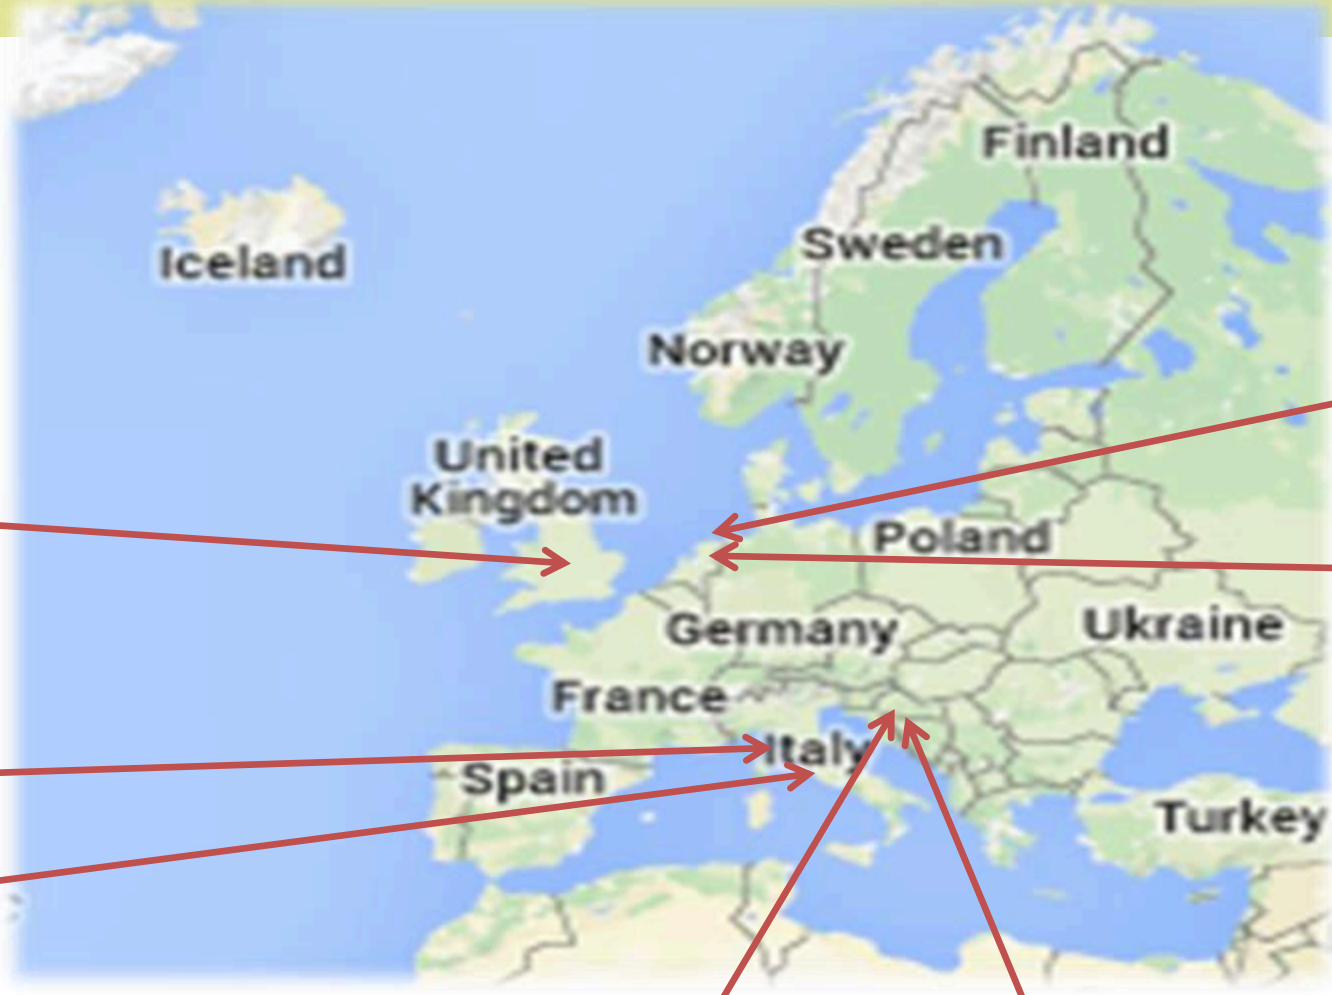 Finland
Sweden
Iceland
Norway
United
Kingdom
Poland
Germany
Ukraine
France
Italy
Spain
Turkey